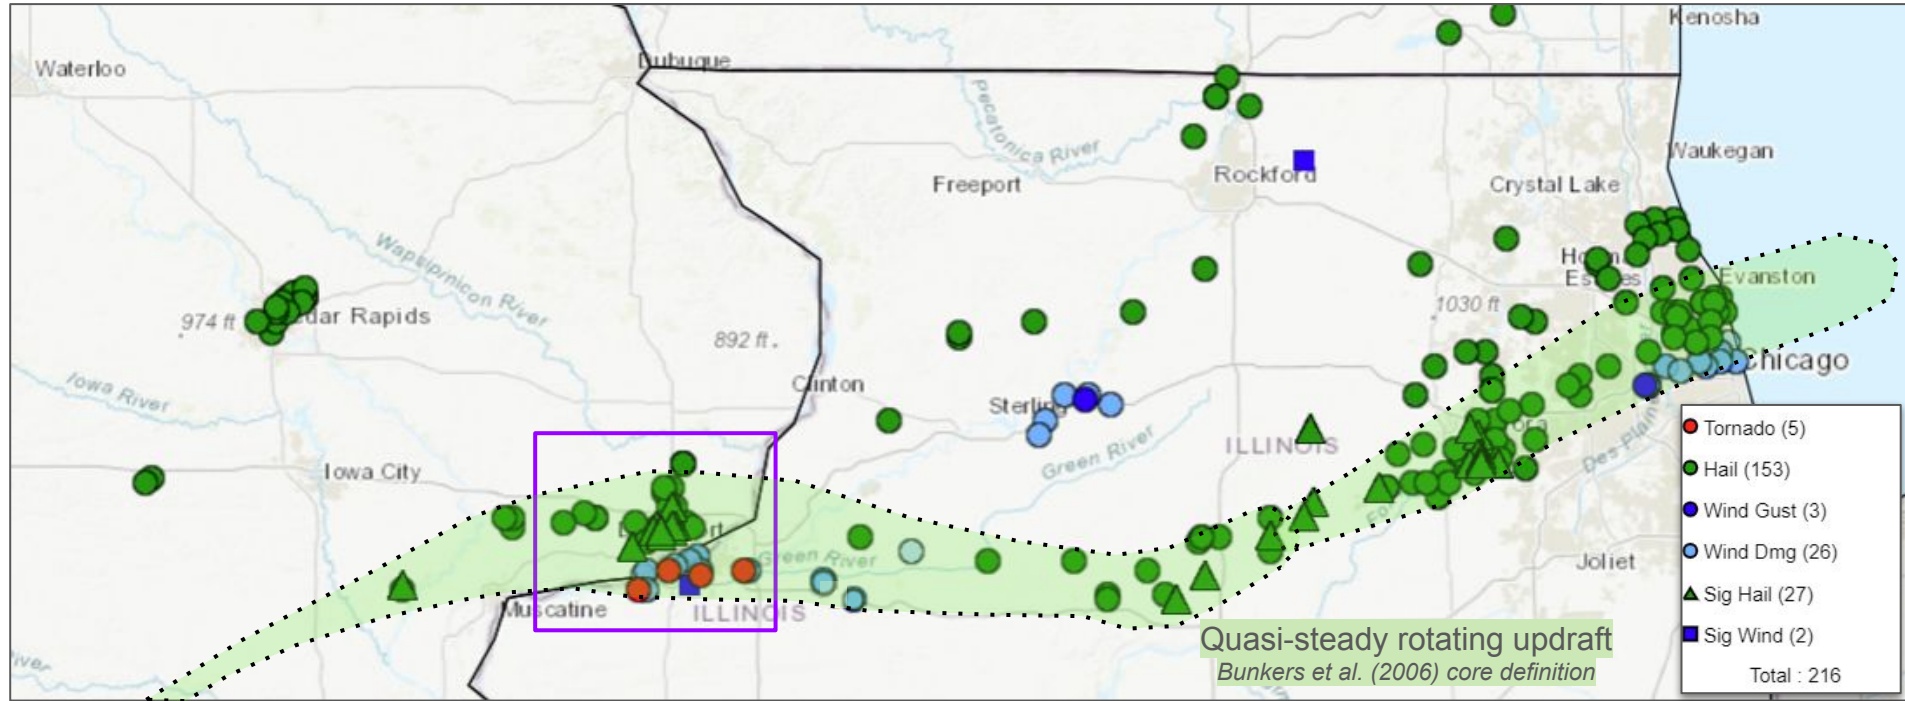 Kenosha
Waterloo
Dubuque
Pecatonica River
Waukegan
Freeport
Rockford
Crystal Lake
Wapsipinicon River
Evanston
974 ft
1030 ft
892 ft
Iowa River
Clinton
Chicago
Sterling
ILLINOIS
Green River
Iowa City
Green River
Joliet
Muscatine
ILLINOIS
Quasi-steady rotating updraft
Bunkers et al. (2006) core definition
Tornado (5)
Hail (153)
Wind Gust (3)
Wind Dmg (26)
Sig Hail (27)
Sig Wind (2)
Total : 216